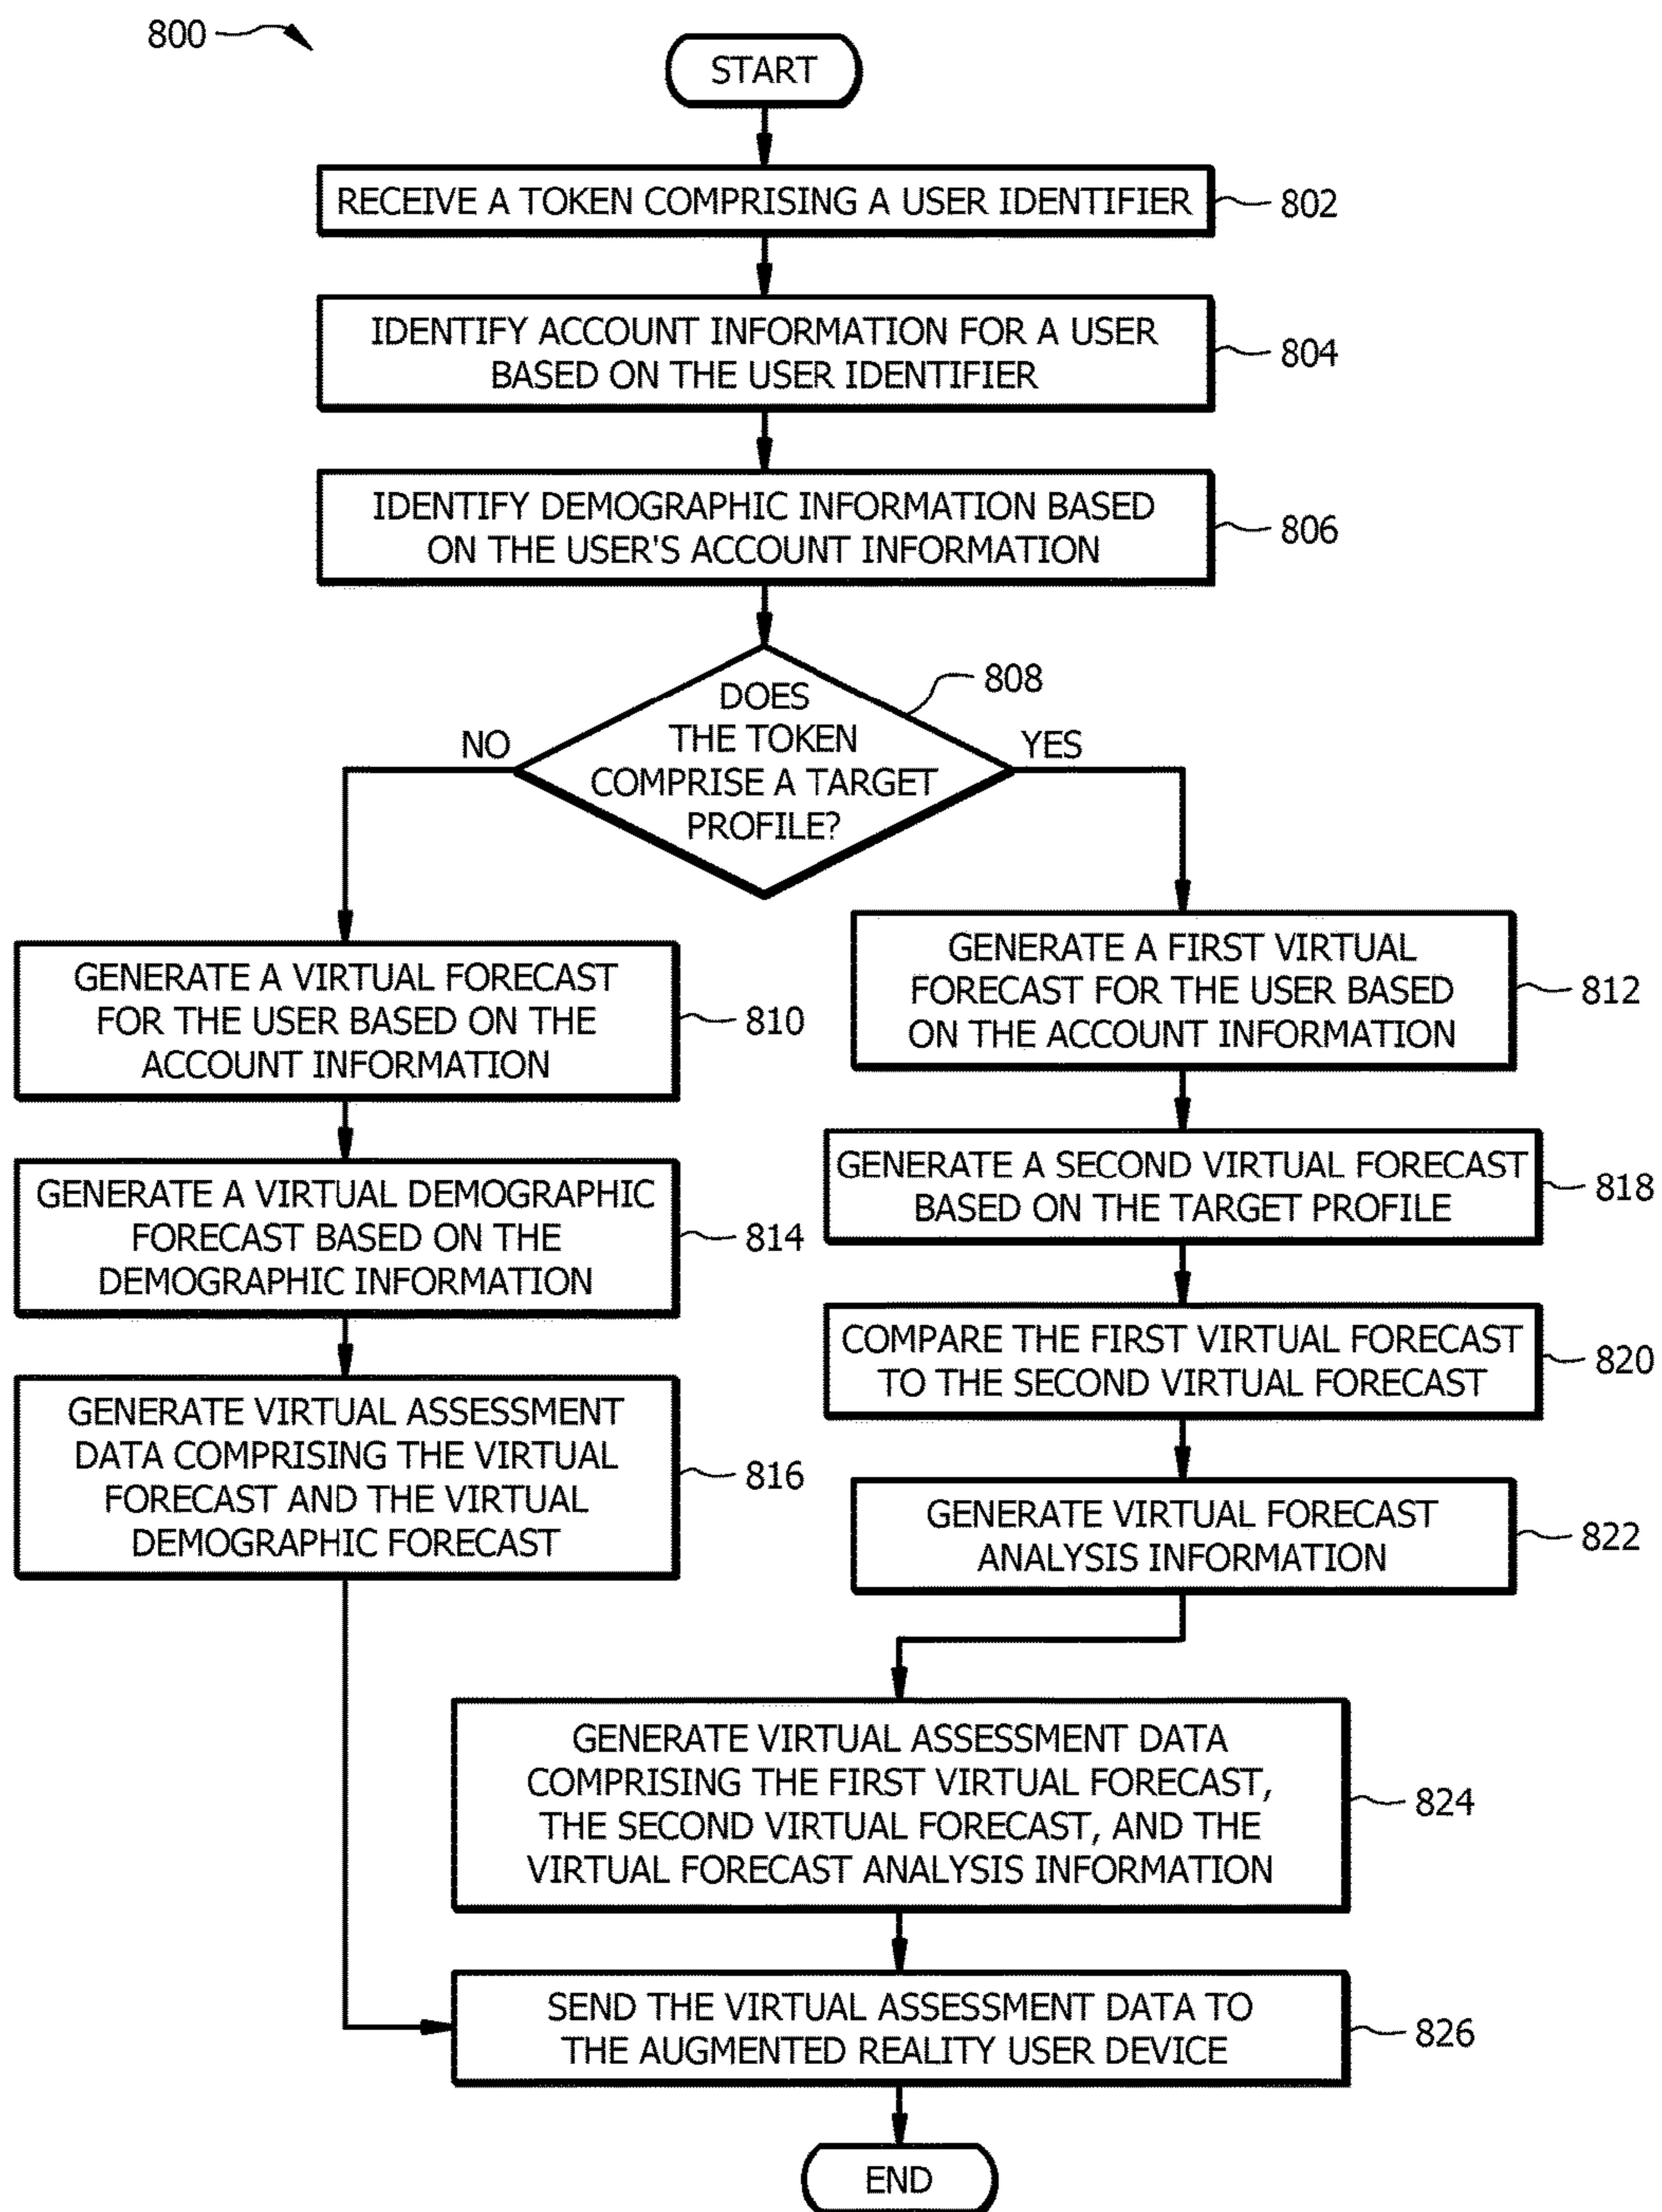 800
START
RECEIVE A TOKEN COMPRISING A USER IDENTIFIER
802
IDENTIFY ACCOUNT INFORMATION FOR A USER
BASED ON THE USER IDENTIFIER
804
IDENTIFY DEMOGRAPHIC INFORMATION BASED
ON THE USER'S ACCOUNT INFORMATION
806
DOES
THE TOKEN
COMPRISE A TARGET
PROFILE?
808
NO
YES
GENERATE A VIRTUAL FORECAST
FOR THE USER BASED ON THE
ACCOUNT INFORMATION
810
GENERATE A VIRTUAL DEMOGRAPHIC
FORECAST BASED ON THE
DEMOGRAPHIC INFORMATION
814
GENERATE VIRTUAL ASSESSMENT
DATA COMPRISING THE VIRTUAL
FORECAST AND THE VIRTUAL
DEMOGRAPHIC FORECAST
816
GENERATE A FIRST VIRTUAL
FORECAST FOR THE USER BASED
ON THE ACCOUNT INFORMATION
812
GENERATE A SECOND VIRTUAL FORECAST
BASED ON THE TARGET PROFILE
818
COMPARE THE FIRST VIRTUAL FORECAST
TO THE SECOND VIRTUAL FORECAST
820
GENERATE VIRTUAL FORECAST
ANALYSIS INFORMATION
822
GENERATE VIRTUAL ASSESSMENT DATA
COMPRISING THE FIRST VIRTUAL FORECAST,
THE SECOND VIRTUAL FORECAST, AND THE
VIRTUAL FORECAST ANALYSIS INFORMATION
824
SEND THE VIRTUAL ASSESSMENT DATA TO
THE AUGMENTED REALITY USER DEVICE
826
END